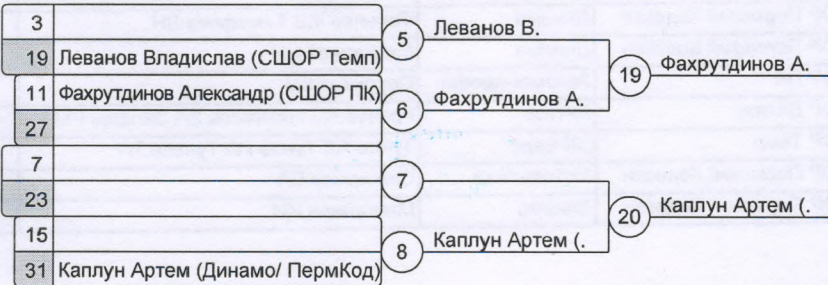 3
19 Леванов Владислав (СШОР Темп)
5 Леванов В.
11 Фахрутдинов Александр (СШОР ПК)
27
6 Фахрутдинов А.
19 Фахрутдинов А.
7
23
7
15
31 Каплун Артем (Динамо/ ПермКод)
8 Каплун Артем (.
20 Каплун Артем (.